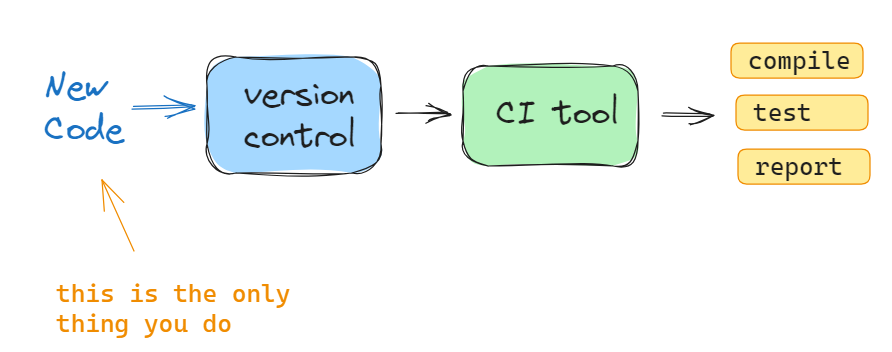 New
Code
version
control
CI tool
compile
test
report
this is the only
thing you do